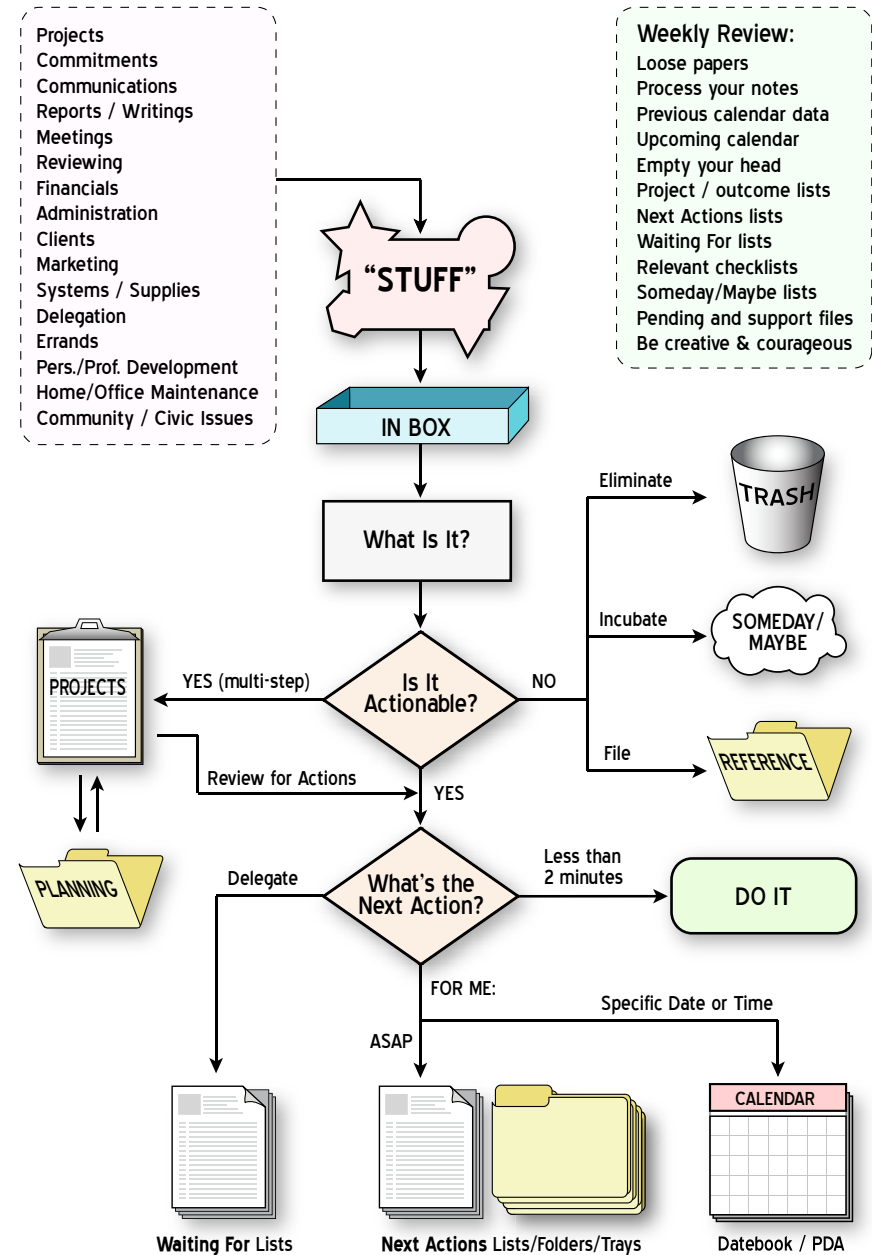 Projects
Commitments
Communications
Reports / Writings
Meetings
Reviewing
Financials
Administration
Clients
Marketing
Systems / Supplies
Delegation
Errands
Pers./Prof. Development
Home/Office Maintenance
Community / Civic Issues
Weekly Review:
Loose papers
Process your notes
Previous calendar data
Upcoming calendar
Empty your head
Project / outcome lists
Next Actions lists
Waiting For lists
Relevant checklists
Someday/Maybe lists
Pending and support files
Be creative & courageous
“STUFF”
IN BOX
What Is It?
Eliminate
TRASH
Incubate
SOMEDAY/
MAYBE
Is It
Actionable?
YES (multi-step)
NO
PROJECTS
File
REFERENCE
Review for Actions
YES
PLANNING
Delegate
What's the
Next Action?
Less than
2 minutes
DO IT
FOR ME:
Specific Date or Time
ASAP
CALENDAR
Waiting For Lists
Next Actions Lists/Folders/Trays
Datebook / PDA